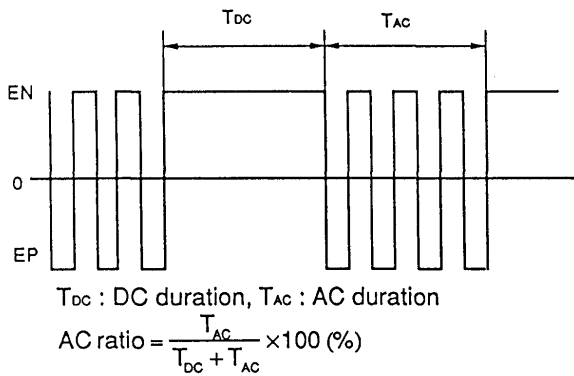 TDC TAC
EN
0
EP
TDC : DC duration, TAC : AC duration
AC ratio = TAC / TDC + TAC ×100 (%)